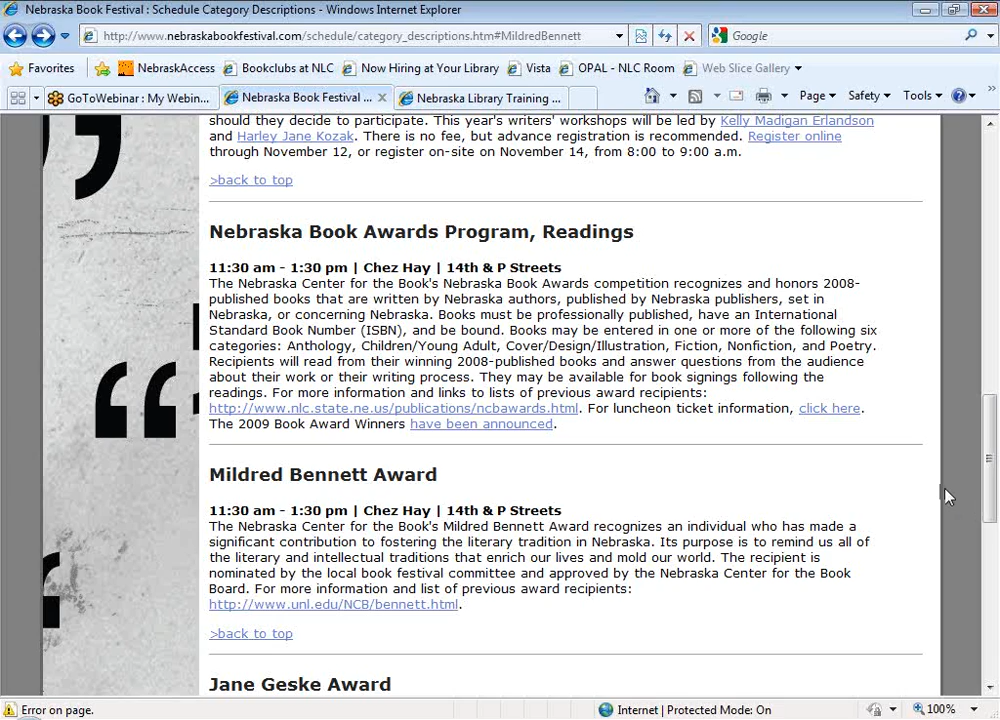 Nebraska Book Festival : Schedule Category Descriptions - Windows Internet Explorer
http://www.nebraskabookfestival.com/schedule/category_descriptions.htm#MildredBennett
Google
Favorites NebraskAccess Bookclubs at NLC Now Hiring at Your Library Vista OPAL - NLC Room Web Slice Gallery
GoToWebinar : My Webin... Nebraska Book Festival ... Nebraska Library Training ... Page Safety Tools
should they decide to participate. This year's writers' workshops will be led by Kelly Madigan Erlandson
and Harley Jane Kozak. There is no fee, but advance registration is recommended. Register online
through November 12, or register on-site on November 14, from 8:00 to 9:00 a.m.
>back to top
Nebraska Book Awards Program, Readings
11:30 am - 1:30 pm | Chez Hay | 14th & P Streets
The Nebraska Center for the Book's Nebraska Book Awards competition recognizes and honors 2008-
published books that are written by Nebraska authors, published by Nebraska publishers, set in
Nebraska, or concerning Nebraska. Books must be professionally published, have an International
Standard Book Number (ISBN), and be bound. Books may be entered in one or more of the following six
categories: Anthology, Children/Young Adult, Cover/Design/Illustration, Fiction, Nonfiction, and Poetry.
Recipients will read from their winning 2008-published books and answer questions from the audience
about their work or their writing process. They may be available for book signings following the
readings. For more information and links to lists of previous award recipients:
http://www.nlc.state.ne.us/publications/ncbawards.html. For luncheon ticket information, click here.
The 2009 Book Award Winners have been announced.
Mildred Bennett Award
11:30 am - 1:30 pm | Chez Hay | 14th & P Streets
The Nebraska Center for the Book's Mildred Bennett Award recognizes an individual who has made a
significant contribution to fostering the literary tradition in Nebraska. Its purpose is to remind us all of
the literary and intellectual traditions that enrich our lives and mold our world. The recipient is
nominated by the local book festival committee and approved by the Nebraska Center for the Book
Board. For more information and list of previous award recipients:
http://www.unl.edu/NCB/bennett.html.
>back to top
Jane Geske Award
Error on page. Internet | Protected Mode: On 100%